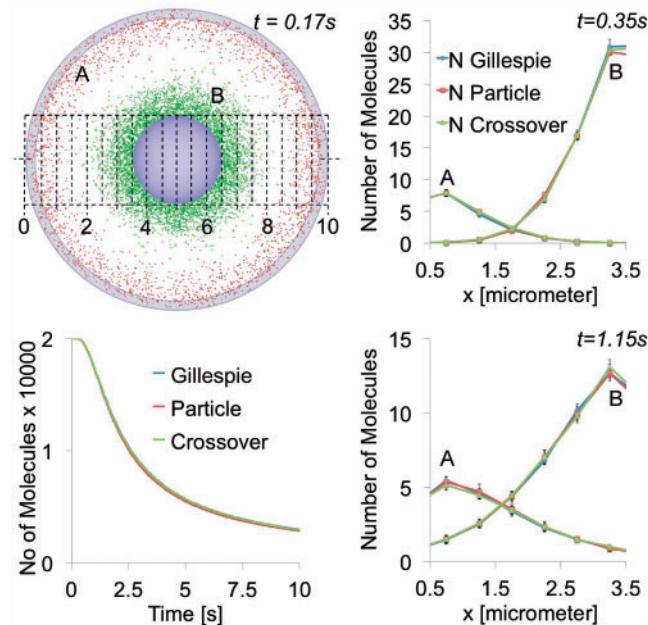 t = 0.17s
A
B
0 2 4 6 8 10
t=0.35s
Number of Molecules
35
30
25
20
15
10
5
0
N Gillespie
N Particle
N Crossover
A
B
0.5 1.5 2.5 3.5
x [micrometer]
No of Molecules x 10000
2
1
0
Gillespie
Particle
Crossover
0 2.5 5 7.5 10
Time [s]
t=1.15s
Number of Molecules
15
10
5
0
A
B
0.5 1.5 2.5 3.5
x [micrometer]